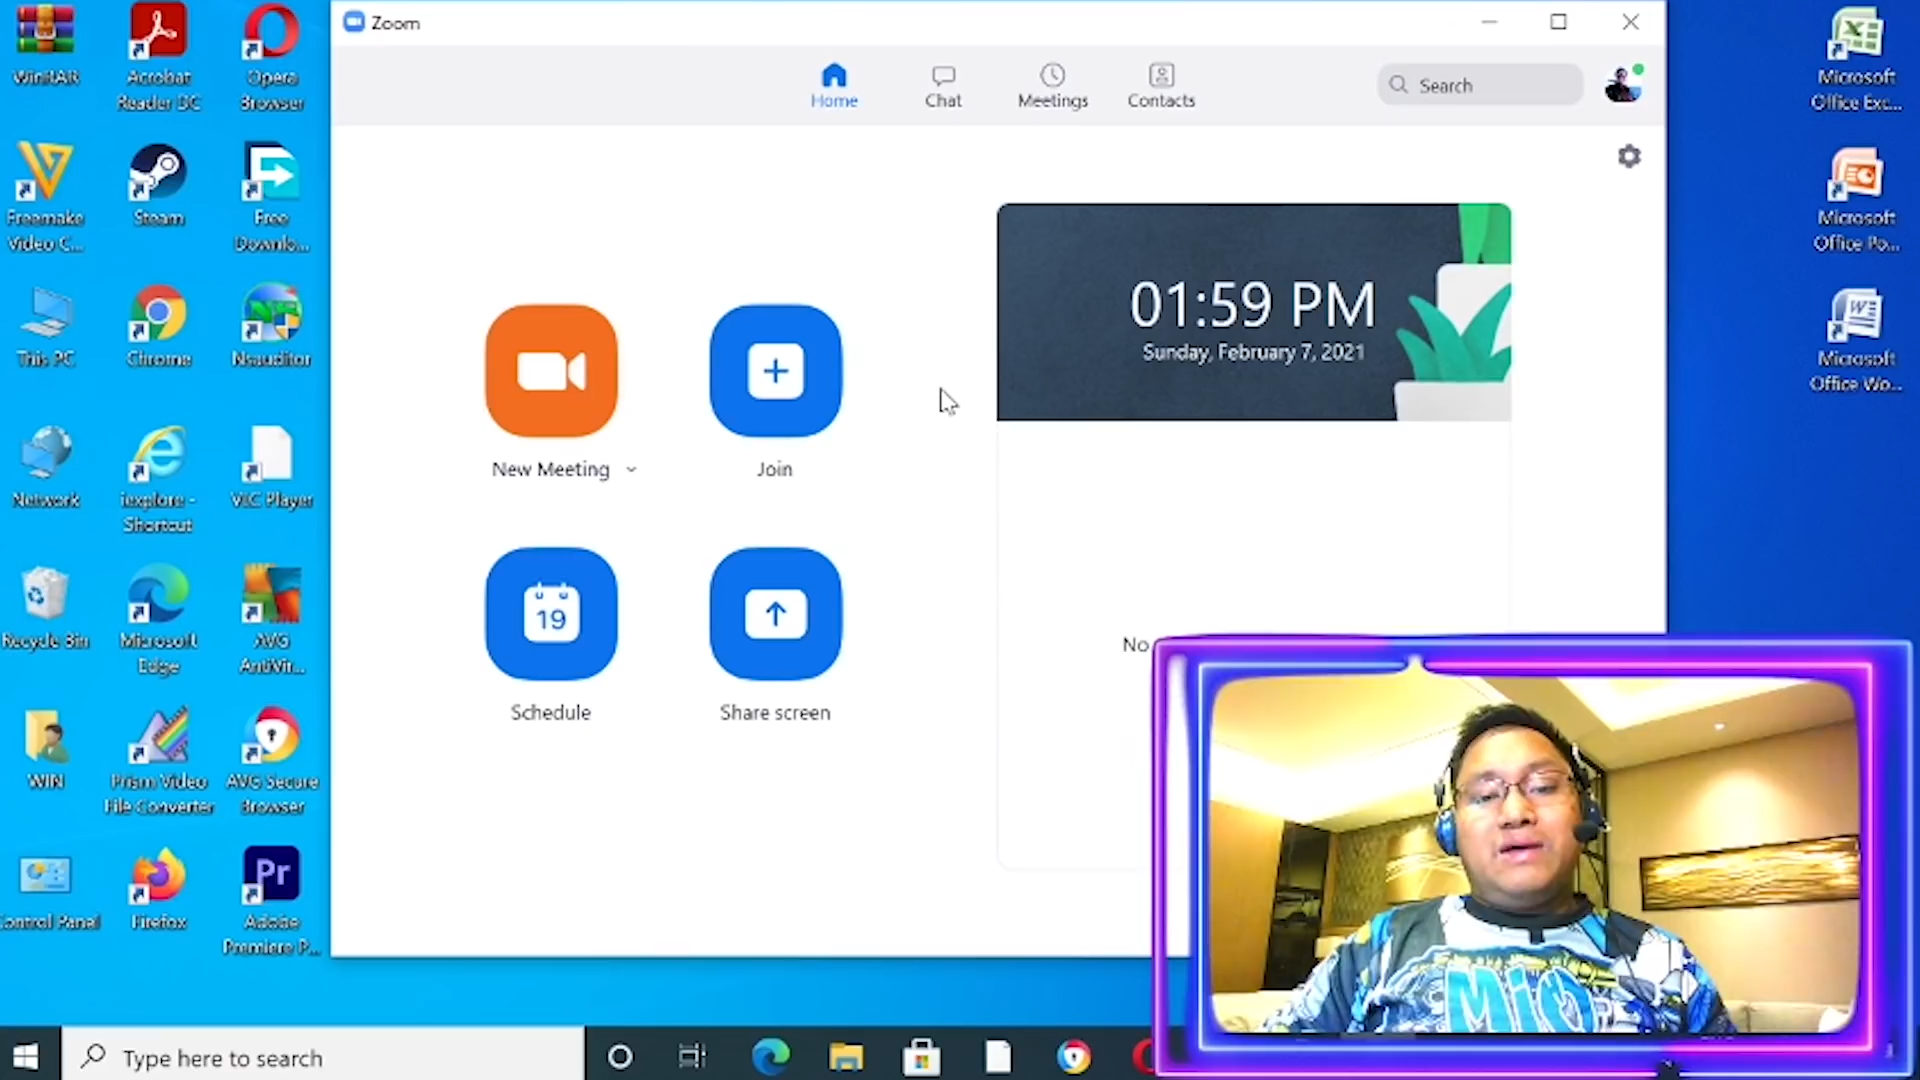 WinRAR
Acrobat
Reader DC
Opera
Browser
Freemake
Video C...
Steam
Free
Downlo...
This PC
Chrome
Nsauditor
Network
iexplore -
Shortcut
VLC Player
Recycle Bin
Microsoft
Edge
AVG
AntiVir...
WIN
Prism Video
File Converter
AVG Secure
Browser
Control Panel
Firefox
Pr
Adobe
Premiere P...
Zoom
Home
Chat
Meetings
Contacts
Search
New Meeting
Join
19
Schedule
Share screen
01:59 PM
Sunday, February 7, 2021
No
Microsoft
Office Exc...
Microsoft
Office Po...
Microsoft
Office Wo...
Type here to search